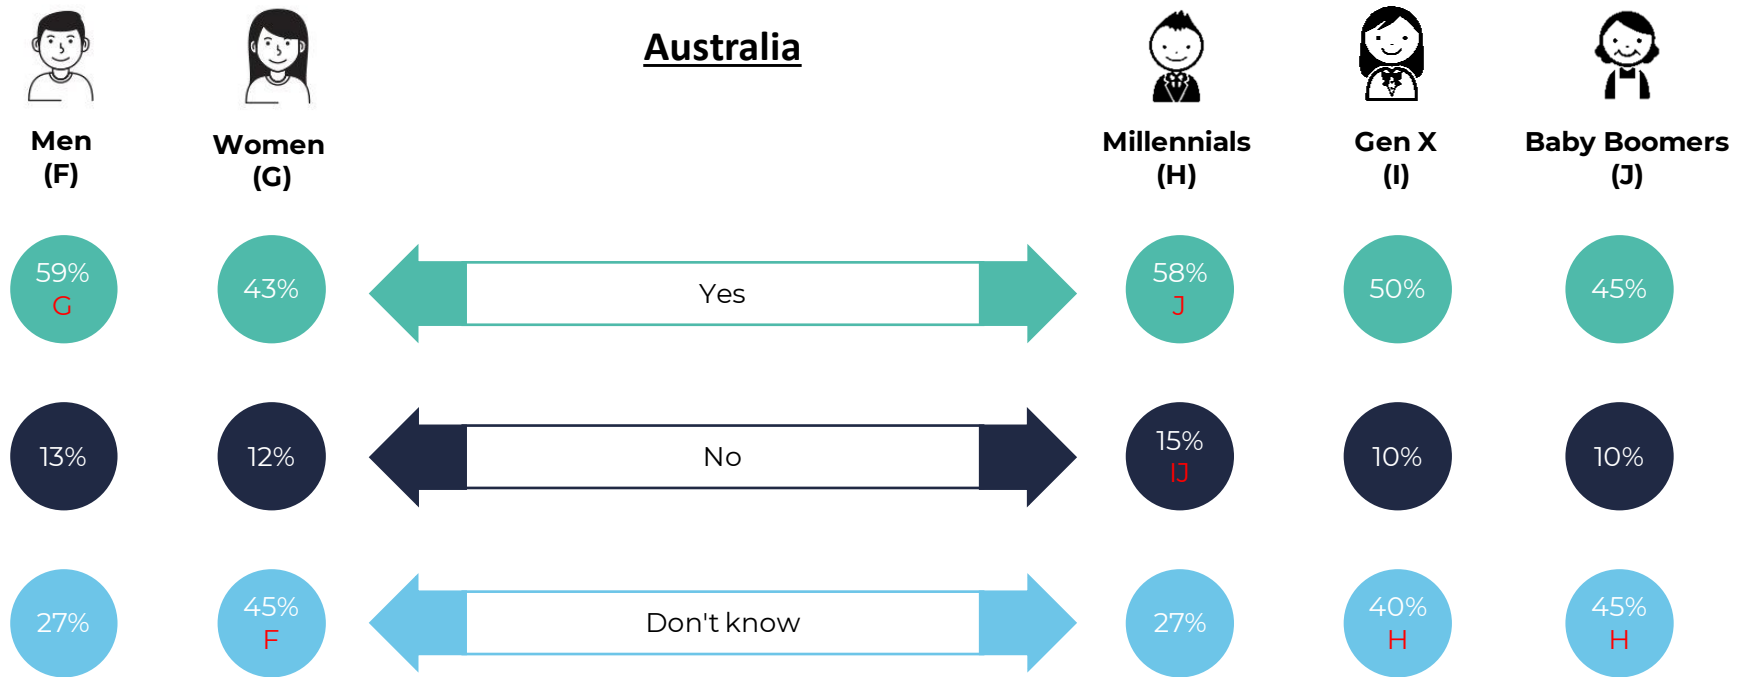 Australia
Men
(F)
Women
(G)
Millennials
(H)
Gen X
(I)
Baby Boomers
(J)
59%
G
43%
Yes
58%
J
50%
45%
13%
12%
No
15%
IJ
10%
10%
27%
45%
F
Don't know
27%
40%
H
45%
H